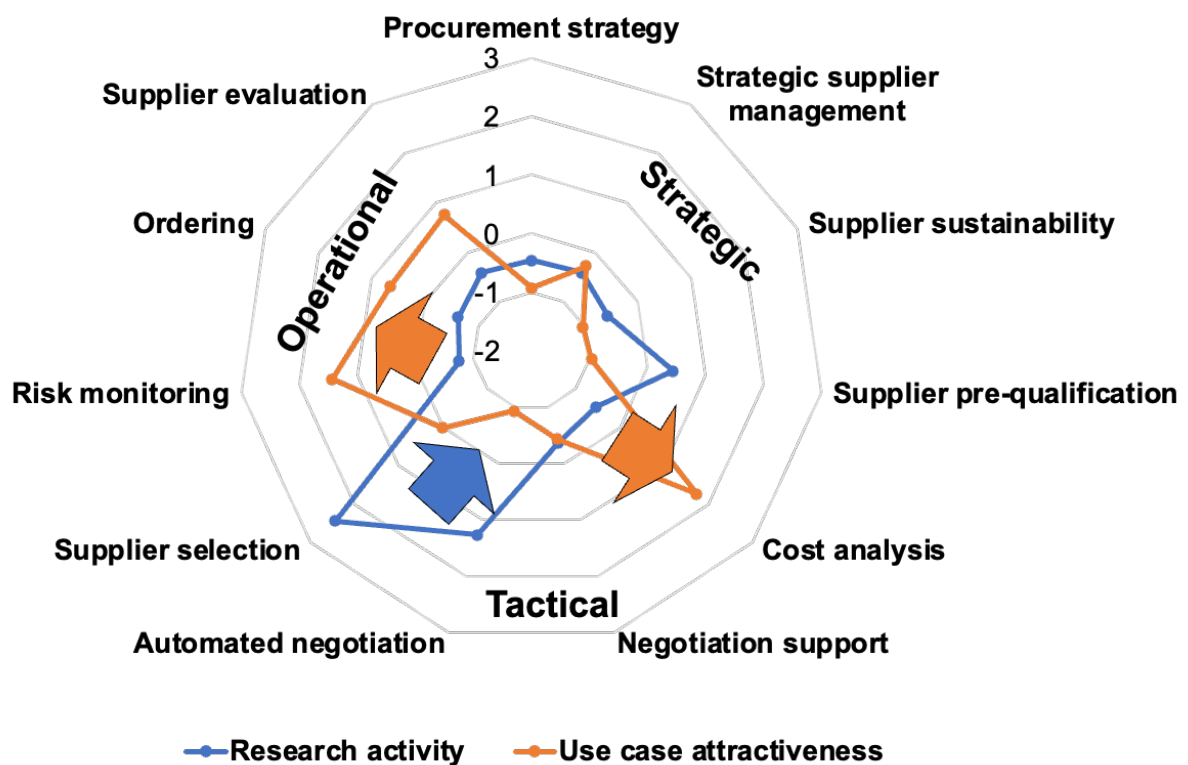 Procurement strategy
3
Strategic supplier
management
Supplier evaluation
2
1
Operational
Strategic
Ordering
Supplier sustainability
0
-1
-2
Risk monitoring
Supplier pre-qualification
Supplier selection
Cost analysis
Tactical
Automated negotiation
Negotiation support
Research activity
Use case attractiveness